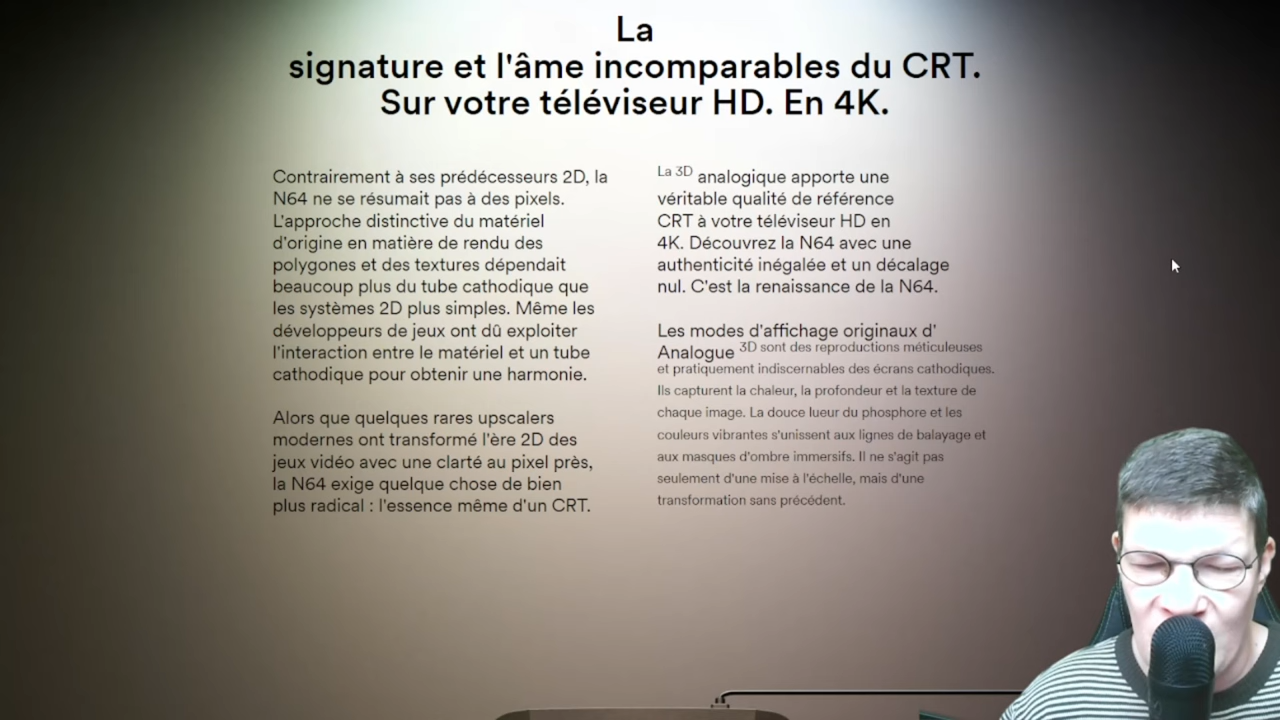 La
signature et l'âme incomparables du CRT.
Sur votre téléviseur HD. En 4K.
Contrairement à ses prédécesseurs 2D, la
N64 ne se résumait pas à des pixels.
L'approche distinctive du matériel
d'origine en matière de rendu des
polygones et des textures dépendait
beaucoup plus du tube cathodique que
les systèmes 2D plus simples. Même les
développeurs de jeux ont dû exploiter
l'interaction entre le matériel et un tube
cathodique pour obtenir une harmonie.
Alors que quelques rares upscalers
modernes ont transformé l'ère 2D des
jeux vidéo avec une clarté au pixel près,
la N64 exige quelque chose de bien
plus radical : l'essence même d'un CRT.
La 3D analogique apporte une
véritable qualité de référence
CRT à votre téléviseur HD en
4K. Découvrez la N64 avec une
authenticité inégalée et un décalage
nul. C'est la renaissance de la N64.
Les modes d'affichage originaux d'
Analogue 3D sont des reproductions méticuleuses
et pratiquement indiscernables des écrans cathodiques.
Ils capturent la chaleur, la profondeur et la texture de
chaque image. La douce lueur du phosphore et les
couleurs vibrantes s'unissent aux lignes de balayage et
aux masques d'ombre immersifs. Il ne s'agit pas
seulement d'une mise à l'échelle, mais d'une
transformation sans précédent.